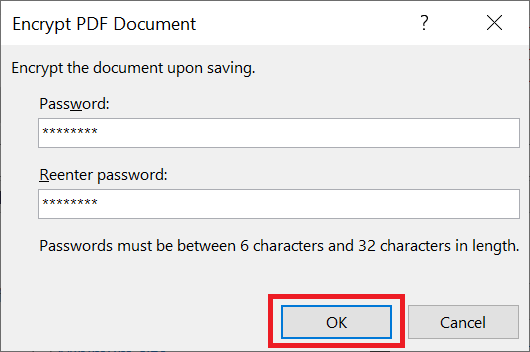 Encrypt PDF Document
?
Encrypt the document upon saving.
Password:
********
Reenter password:
********
Passwords must be between 6 characters and 32 characters in length.
OK Cancel